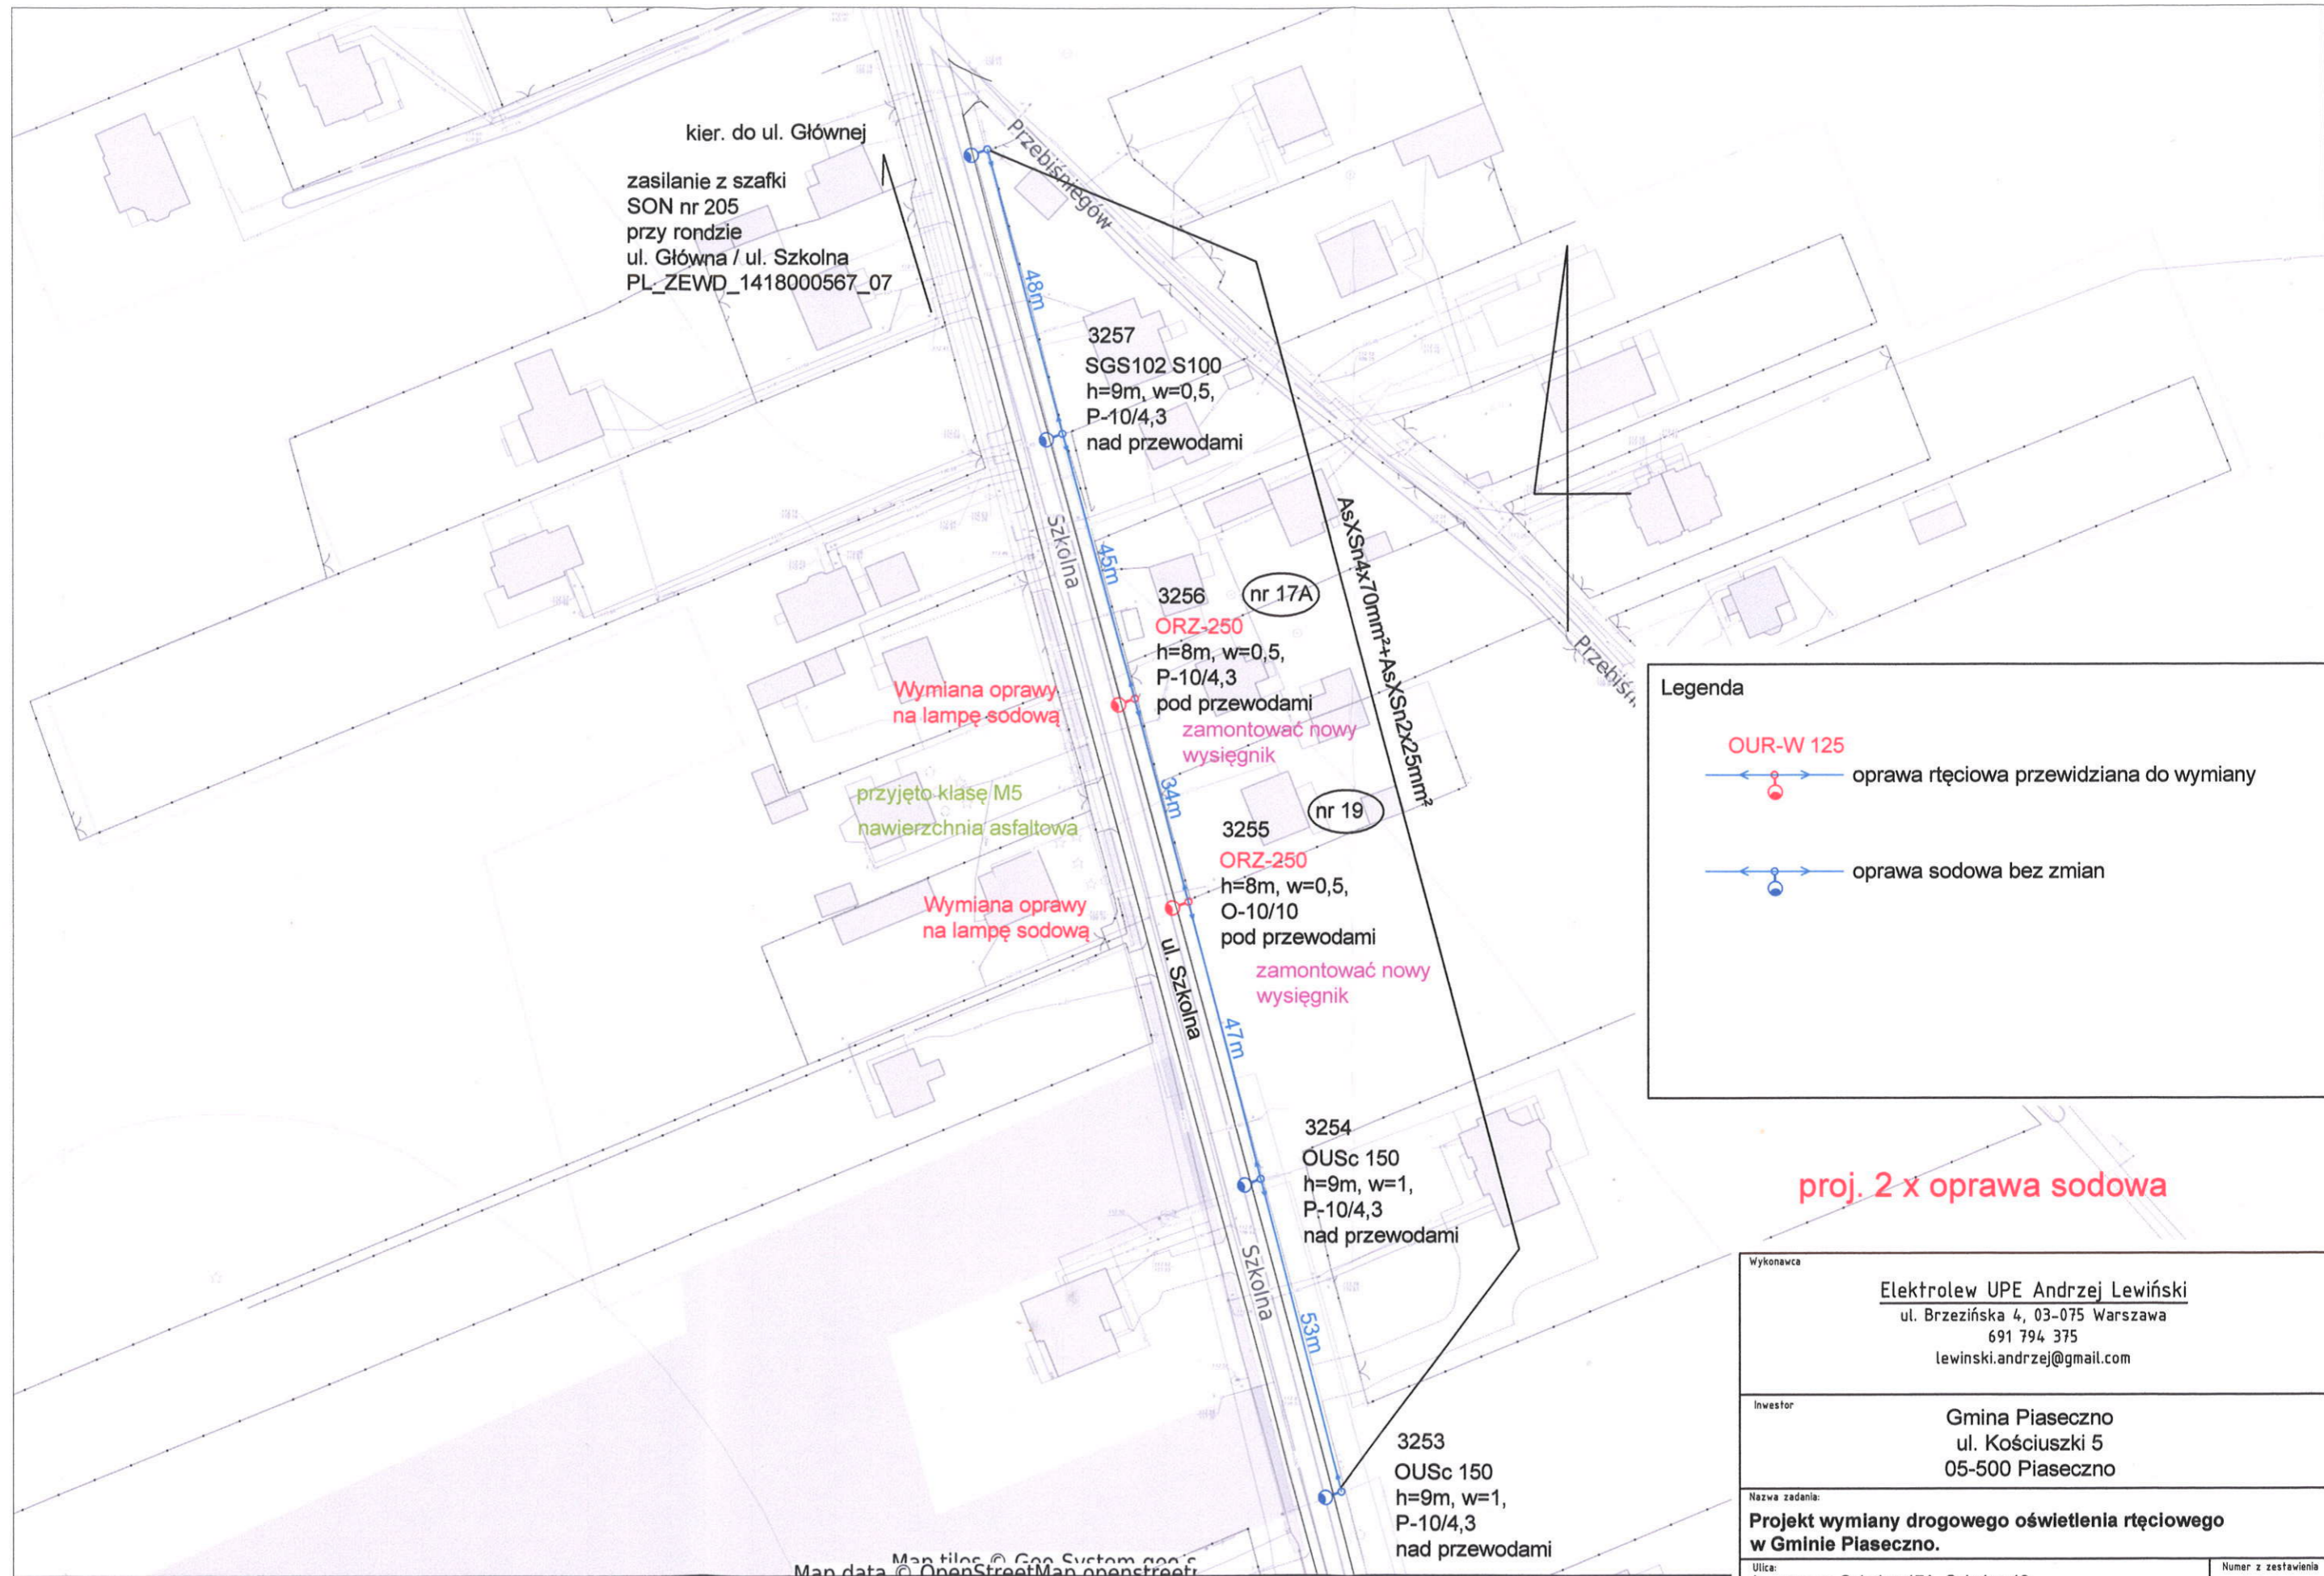 kier. do ul. Głównej
zasilanie z szafki
SON nr 205
przy rondzie
ul. Główna / ul. Szkolna
PL_ZEWD_1418000567_07
Przebiśniegów
48m
3257
SGS102 S100
h=9m, w=0,5,
P-10/4,3
nad przewodami
Szkolna
45m
AsXSn4x70mm²+AsXSn2x25mm²
3256
nr 17A
ORZ-250
h=8m, w=0,5,
P-10/4,3
pod przewodami
zamontować nowy
wysięgnik
Wymiana oprawy
na lampę sodową
34m
przyjęto klasę M5
nawierzchnia asfaltowa
nr 19
3255
ORZ-250
h=8m, w=0,5,
O-10/10
pod przewodami
zamontować nowy
wysięgnik
Wymiana oprawy
na lampę sodową
ul. Szkolna
47m
3254
OUSc 150
h=9m, w=1,
P-10/4,3
nad przewodami
Szkolna
53m
3253
OUSc 150
h=9m, w=1,
P-10/4,3
nad przewodami
Legenda
OUR-W 125
oprawa rtęciowa przewidziana do wymiany
oprawa sodowa bez zmian
proj. 2 x oprawa sodowa
Wykonawca
Elektrolew UPE Andrzej Lewiński
ul. Brzezińska 4, 03-075 Warszawa
691 794 375
lewinski.andrzej@gmail.com
Inwestor
Gmina Piaseczno
ul. Kościuszki 5
05-500 Piaseczno
Nazwa zadania:
Projekt wymiany drogowego oświetlenia rtęciowego
w Gminie Piaseczno.
Ulica:
Numer z zestawienia
Map tiles © Geo-System
Map data © OpenStreetMap